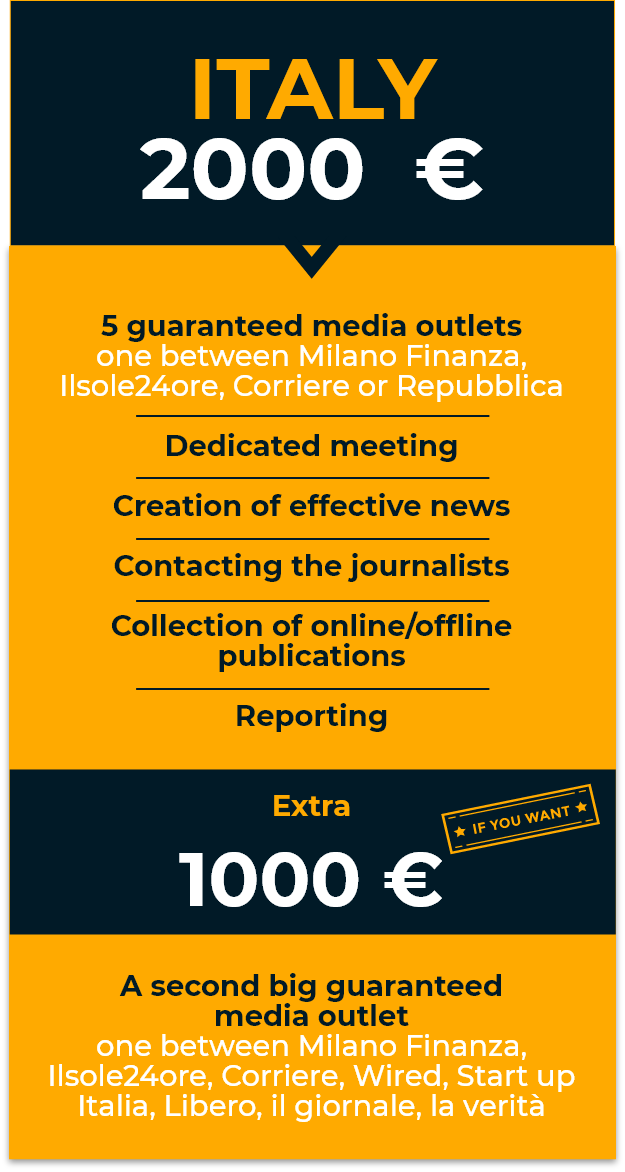 ITALY
2000 €
5 guaranteed media outlets
one between Milano Finanza,
Ilsole24ore, Corriere or Repubblica
Dedicated meeting
Creation of effective news
Contacting the journalists
Collection of online/offline
publications
Reporting
Extra
IF YOU WANT
1000 €
A second big guaranteed
media outlet
one between Milano Finanza,
Ilsole24ore, Corriere, Wired, Start up
Italia, Libero, il giornale, la verità